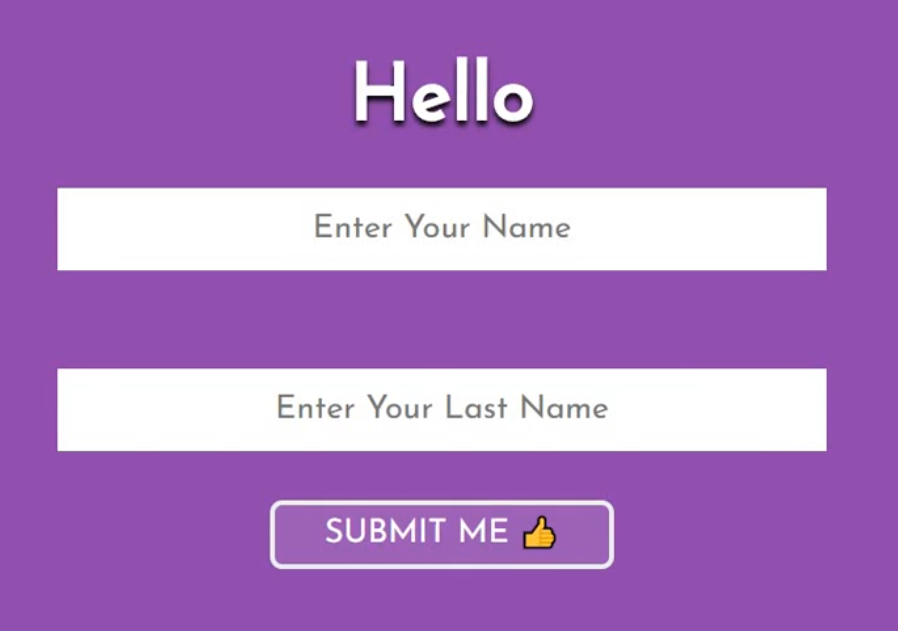 Hello
Enter Your Name
Enter Your Last Name
SUBMIT ME 👍